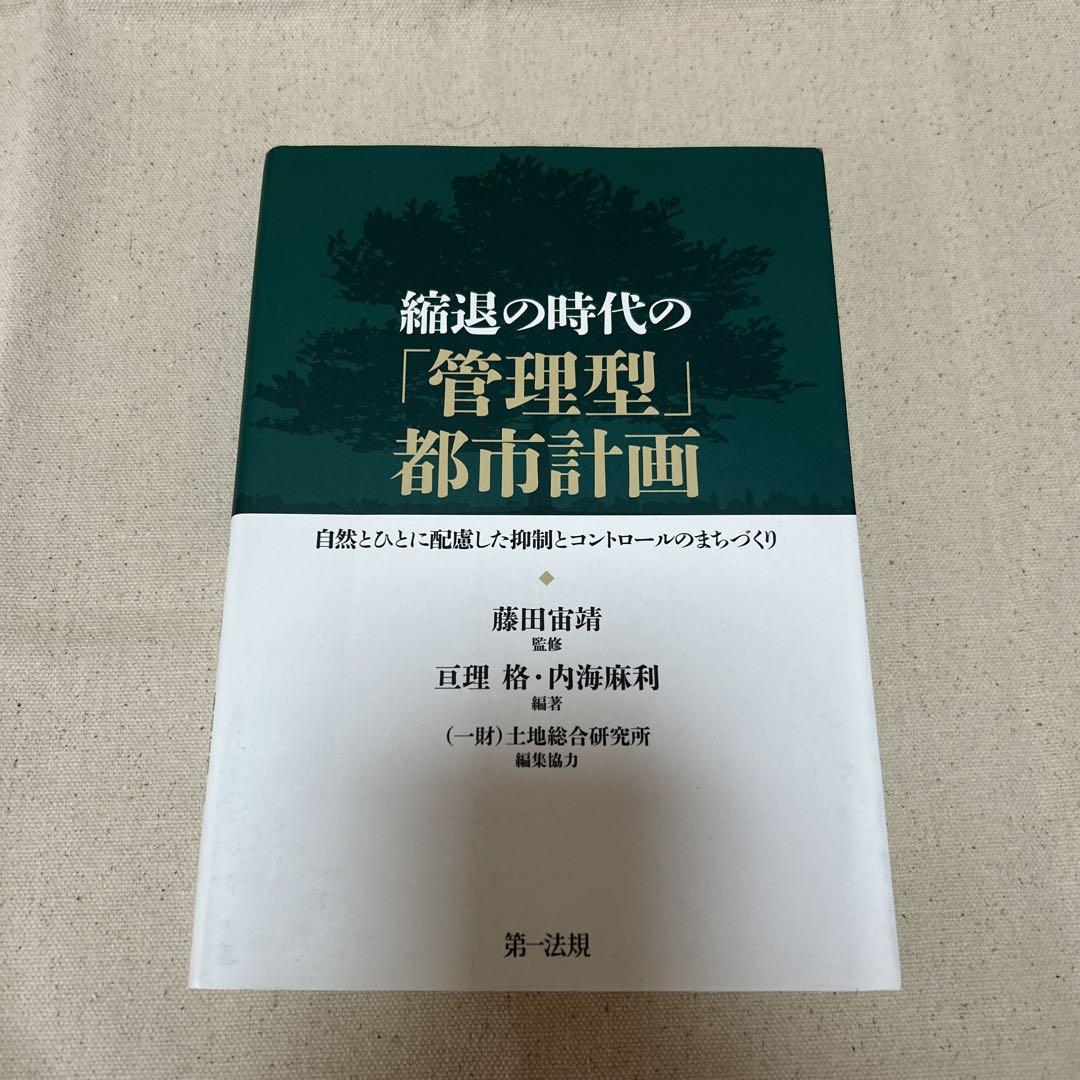 縮退の時代の
「管理型」
都市計画
自然とひとに配慮した抑制とコントロールのまちづくり
藤田宙靖
監修
亘理 格・内海麻利
編著
(一財)土地総合研究所
編集協力
第一法規